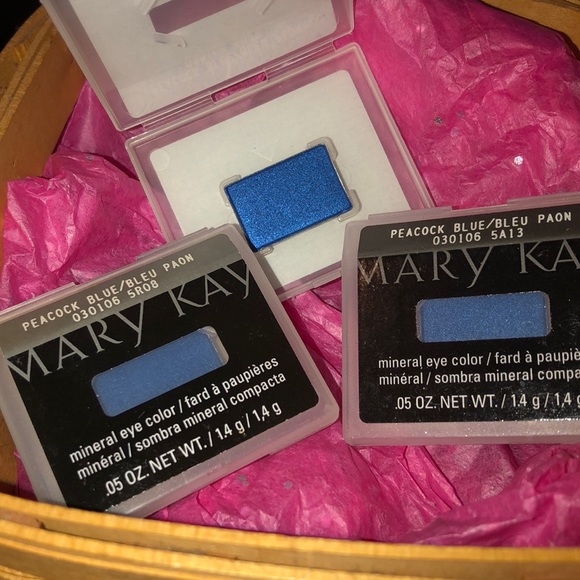 PEACOCK BLUE/BLEU PAON
030106 5R08
MARY KAY
mineral eye color / fard à paupières
minéral / sombra mineral compacta
.05 OZ. NET WT. / 1.4 g / 1,4 g
PEACOCK BLUE/BLEU PAON
030106 5A13
MARY KA
mineral eye color / fard à paupiè
minéral / sombra mineral compa
.05 OZ. NET WT. / 1.4 g / 1,4 g